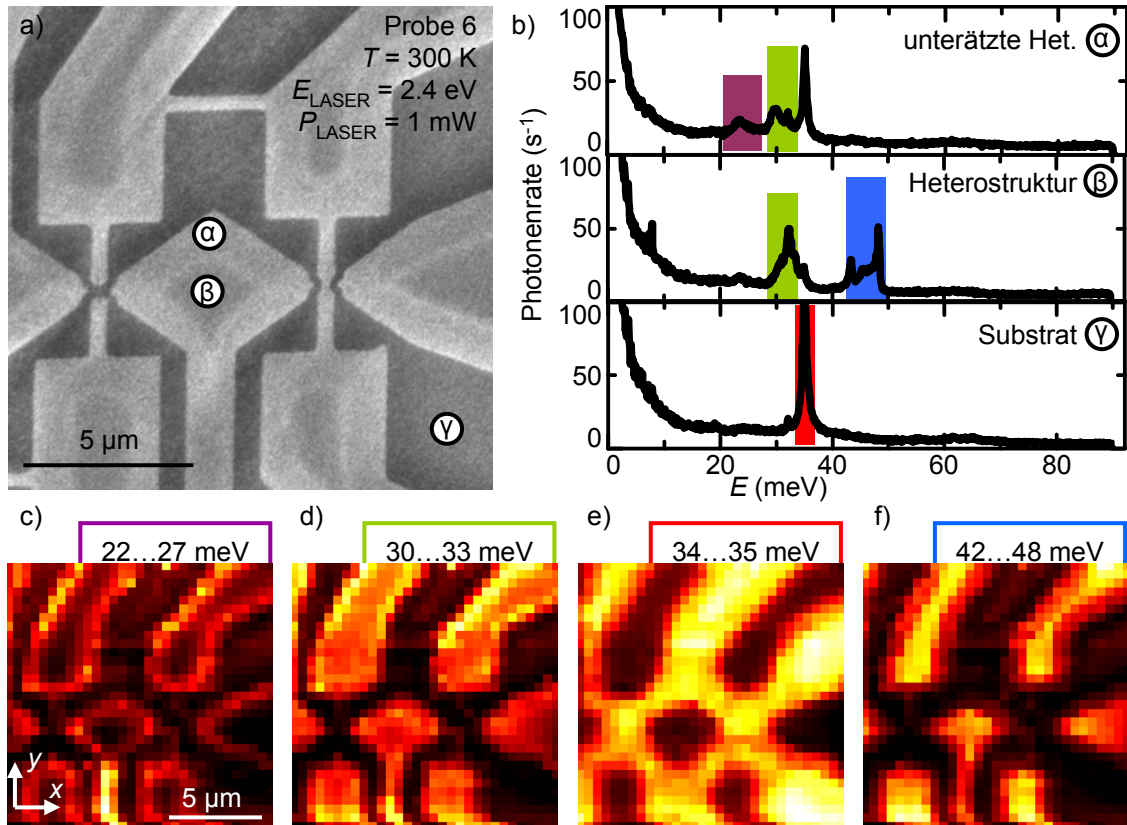 a)
Probe 6
T = 300 K
E_LASER = 2.4 eV
P_LASER = 1 mW
α
β
γ
5 µm
b)
Photonenrate (s⁻¹)
100
50
0
unterätzte Het. α
100
50
0
Heterostruktur β
100
50
0
Substrat γ
0 20 40 60 80
E (meV)
c)
22...27 meV
y
x
5 µm
d)
30...33 meV
e)
34...35 meV
f)
42...48 meV